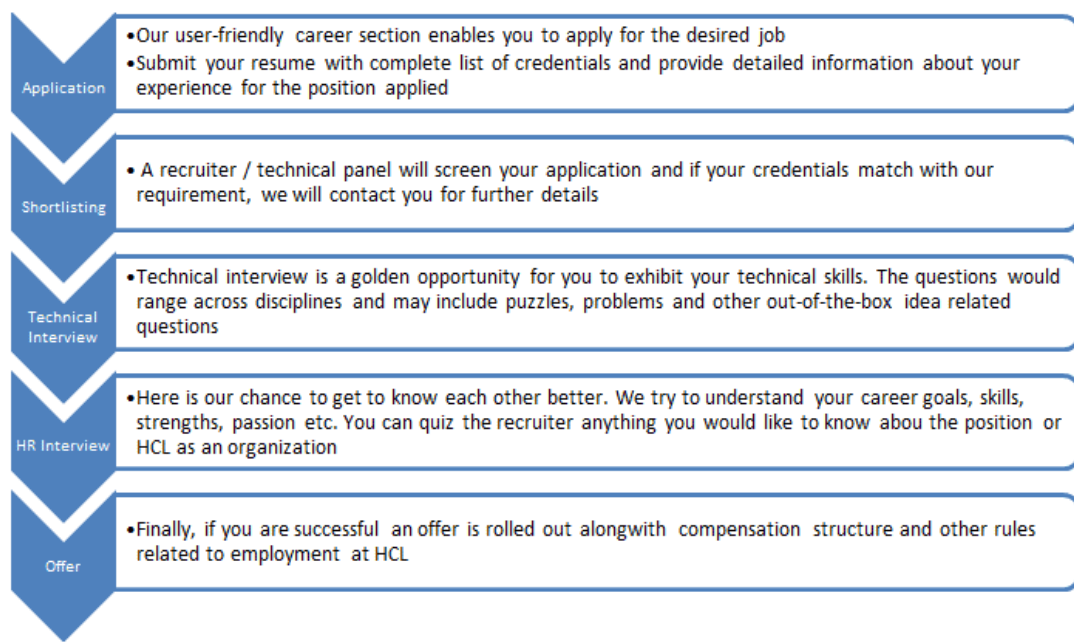 Application
•Our user-friendly career section enables you to apply for the desired job
•Submit your resume with complete list of credentials and provide detailed information about your
experience for the position applied
Shortlisting
• A recruiter / technical panel will screen your application and if your credentials match with our
requirement, we will contact you for further details
Technical
Interview
•Technical interview is a golden opportunity for you to exhibit your technical skills. The questions would
range across disciplines and may include puzzles, problems and other out-of-the-box idea related
questions
HR Interview
•Here is our chance to get to know each other better. We try to understand your career goals, skills,
strengths, passion etc. You can quiz the recruiter anything you would like to know abou the position or
HCL as an organization
Offer
•Finally, if you are successful an offer is rolled out alongwith compensation structure and other rules
related to employment at HCL